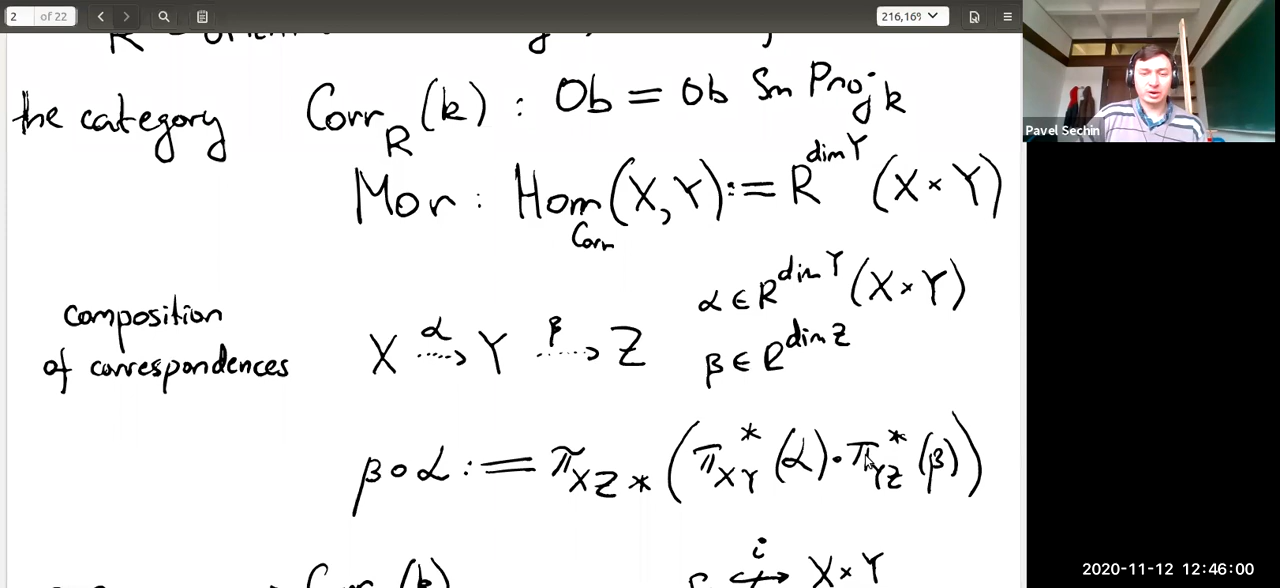 2 of 22 216,16%
the category Corr_R (k) : Ob = Ob Sm Proj_k
Mor : Hom_Corr (X, Y) := R^dim Y (X × Y)
α ∈ R^dim Y (X × Y)
composition
of correspondences X α⇢ Y β⇢ Z
β ∈ R^dim Z
β ∘ α := π_XZ * (π_XY^* (α) · π_YZ^* (β))
i
X × Y
Pavel Sechin
2020-11-12 12:46:00